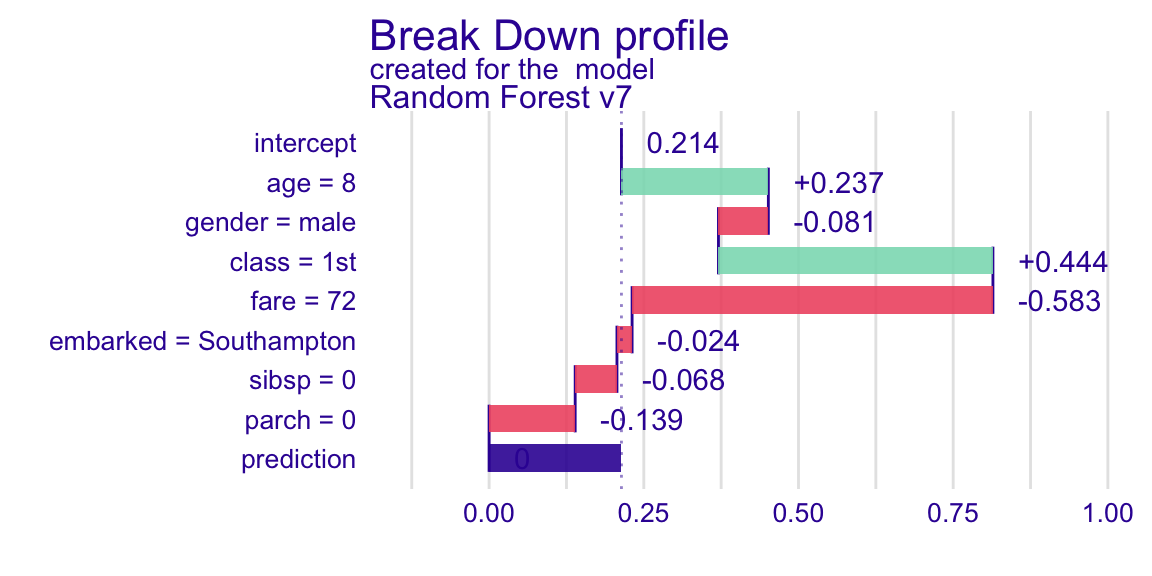 Break Down profile
created for the  model
Random Forest v7
intercept 0.214
age = 8 +0.237
gender = male -0.081
class = 1st +0.444
fare = 72 -0.583
embarked = Southampton -0.024
sibsp = 0 -0.068
parch = 0 -0.139
prediction 0
0.00 0.25 0.50 0.75 1.00